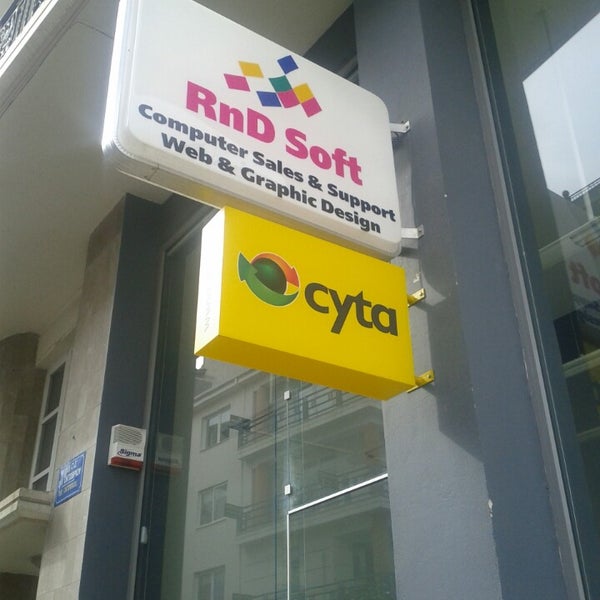 RnD Soft
Computer Sales & Support
Web & Graphic Design
cyta
Sigma